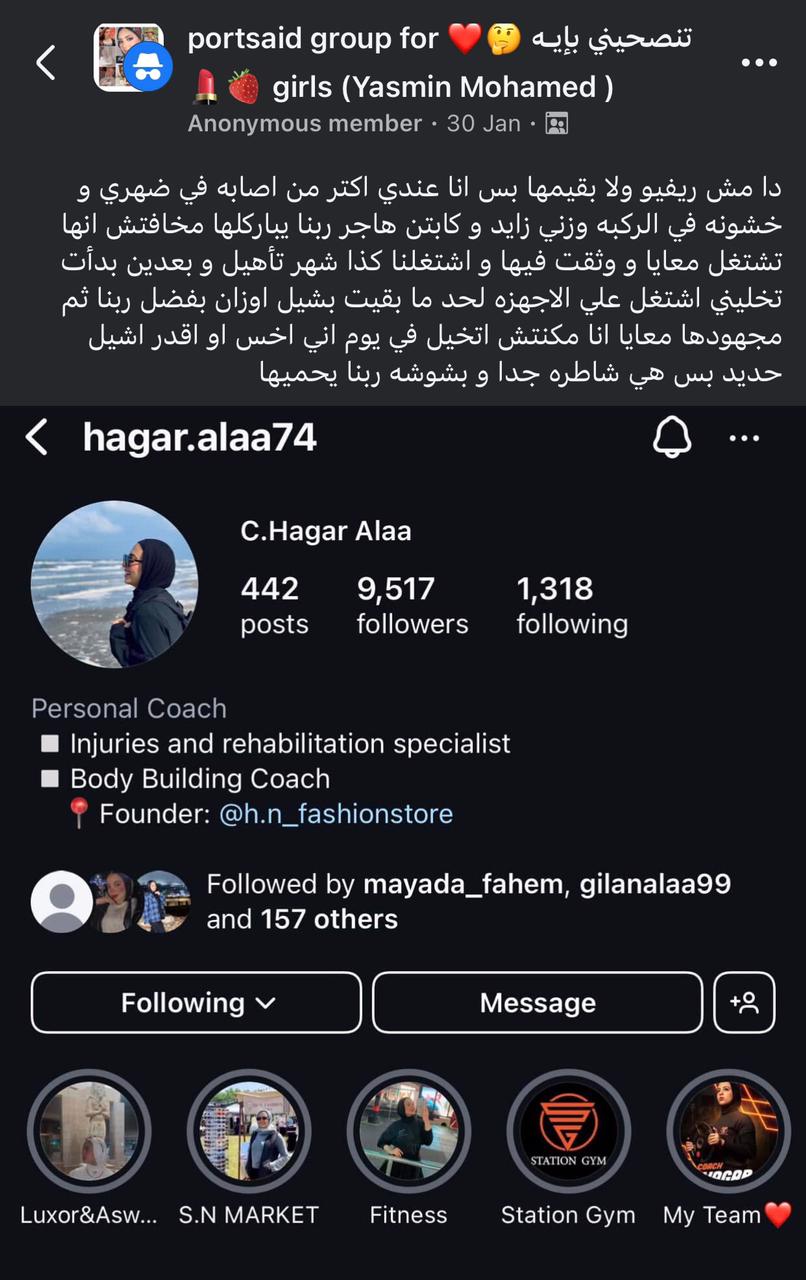 portsaid group for ❤️🤔 تنصحيني بإيـه
💄🍓 girls (Yasmin Mohamed )
Anonymous member · 30 Jan ·
دا مش ريفيو ولا بقيمها بس انا عندي اكتر من اصابه في ضهري و
خشونه في الركبه وزني زايد و كابتن هاجر ربنا يباركلها مخافتش انها
تشتغل معايا و وثقت فيها و اشتغلنا كذا شهر تأهيل و بعدين بدأت
تخليني اشتغل علي الاجهزه لحد ما بقيت بشيل اوزان بفضل ربنا ثم
مجهودها معايا انا مكنتش اتخيل في يوم اني اخس او اقدر اشيل
حديد بس هي شاطره جدا و بشوشه ربنا يحميها
hagar.alaa74
C.Hagar Alaa
442 9,517 1,318
posts followers following
Personal Coach
◻️ Injuries and rehabilitation specialist
◻️ Body Building Coach
📍 Founder: @h.n_fashionstore
Followed by mayada_fahem, gilanalaa99
and 157 others
Following Message
STATION GYM
COACH
HAGAR
Luxor&Asw... S.N MARKET Fitness Station Gym My Team❤️